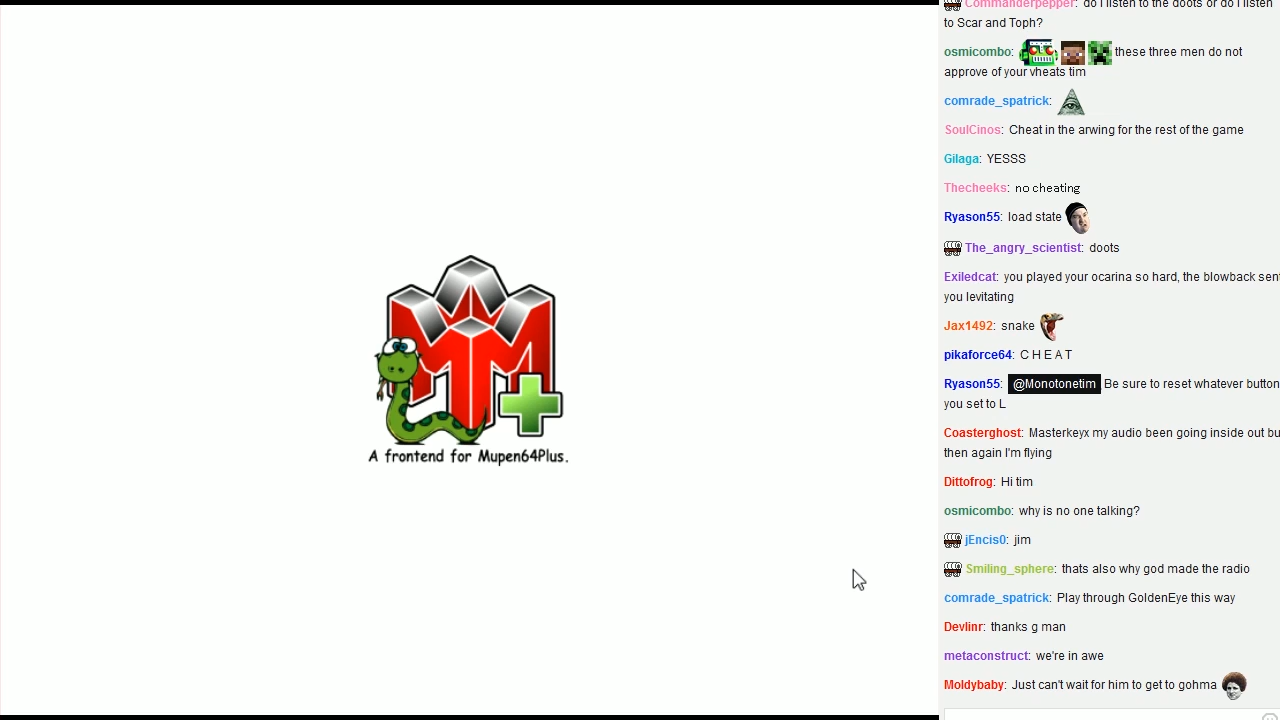 A frontend for Mupen64Plus.
Commanderpepper: do I listen to the doots or do I listen
to Scar and Toph?
osmicombo: these three men do not
approve of your vheats tim
comrade_spatrick:
SoulCinos: Cheat in the arwing for the rest of the game
Gilaga: YESSS
Thecheeks: no cheating
Ryason55: load state
The_angry_scientist: doots
Exiledcat: you played your ocarina so hard, the blowback sent
you levitating
Jax1492: snake
pikaforce64: C H E A T
Ryason55: @Monotonetim Be sure to reset whatever button
you set to L
Coasterghost: Masterkeyx my audio been going inside out bu
then again I'm flying
Dittofrog: Hi tim
osmicombo: why is no one talking?
jEncis0: jim
Smiling_sphere: thats also why god made the radio
comrade_spatrick: Play through GoldenEye this way
Devlinr: thanks g man
metaconstruct: we're in awe
Moldybaby: Just can't wait for him to get to gohma